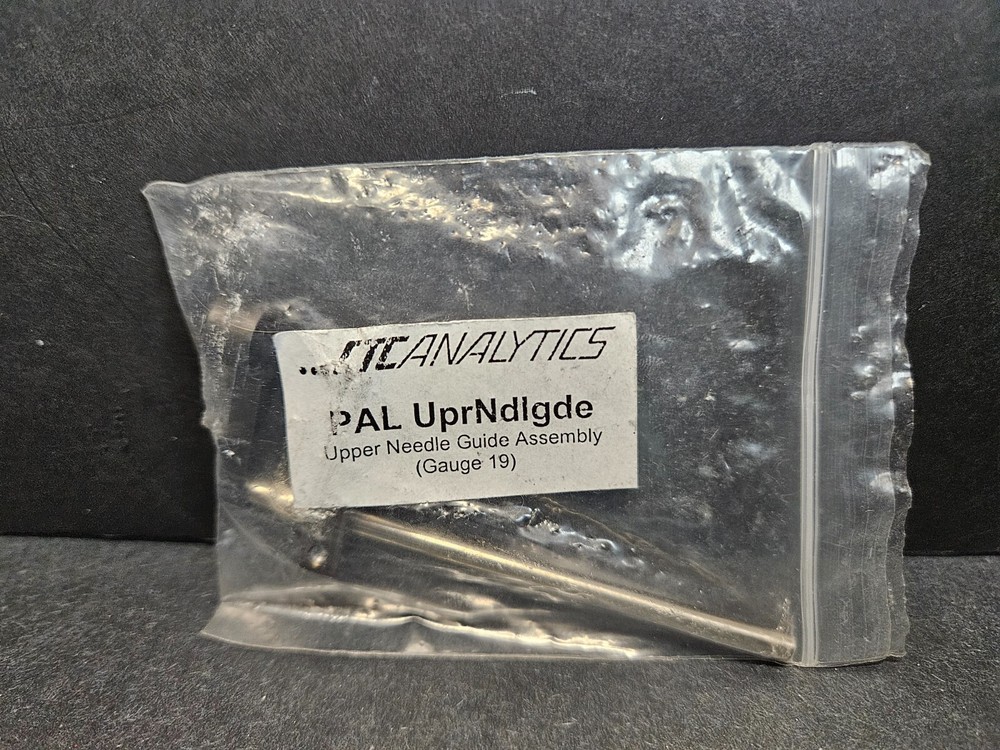 CTC ANALYTICS
PAL UprNdlgde
Upper Needle Guide Assembly
(Gauge 19)